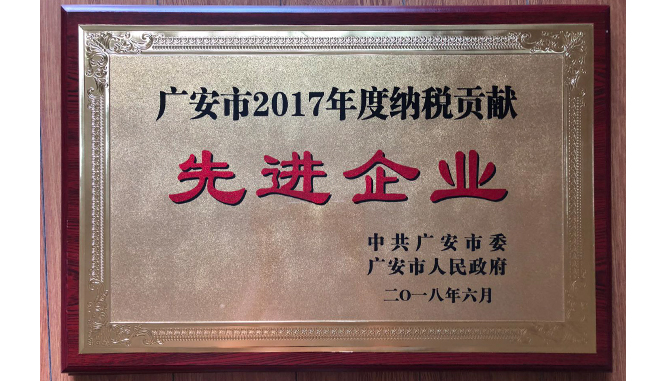 广安市2017年度纳税贡献
先进企业
中共广安市委
广安市人民政府
二〇一八年六月